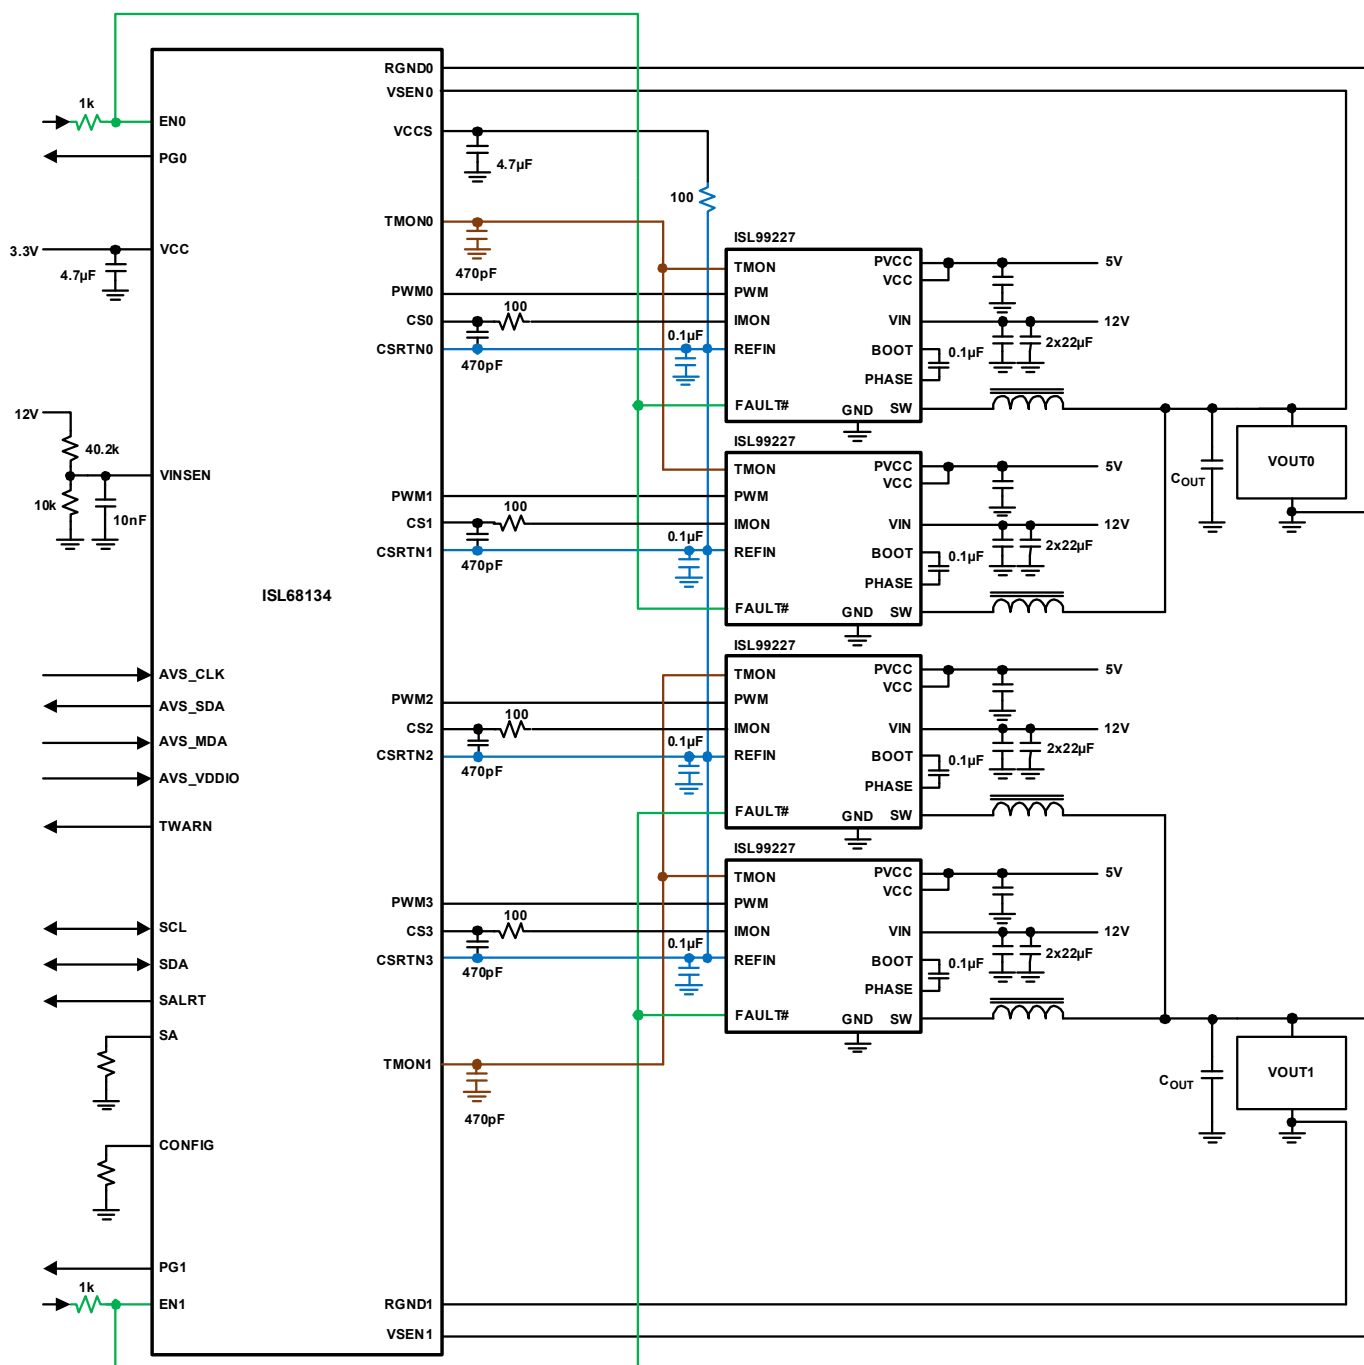 RGND0
VSEN0
1k
EN0
VCCS
PG0
4.7µF
100
TMON0
ISL99227
3.3V
VCC
4.7µF
470pF
TMON
PVCC
VCC
5V
PWM0
100
PWM
CS0
IMON
VIN
12V
0.1µF
2x22µF
CSRTN0
REFIN
BOOT
0.1µF
470pF
PHASE
FAULT#
GND
SW
12V
ISL99227
40.2k
VOUT0
TMON
PVCC
VCC
5V
VINSEN
COUT
10k
10nF
PWM1
100
PWM
CS1
IMON
VIN
12V
0.1µF
2x22µF
CSRTN1
REFIN
BOOT
0.1µF
470pF
PHASE
ISL68134
FAULT#
GND
SW
ISL99227
AVS_CLK
TMON
PVCC
VCC
5V
AVS_SDA
PWM2
100
PWM
AVS_MDA
CS2
IMON
VIN
12V
0.1µF
2x22µF
CSRTN2
REFIN
BOOT
0.1µF
470pF
AVS_VDDIO
PHASE
FAULT#
GND
SW
TWARN
ISL99227
TMON
PVCC
VCC
5V
PWM3
100
PWM
SCL
CS3
IMON
VIN
12V
0.1µF
2x22µF
CSRTN3
REFIN
BOOT
0.1µF
SDA
470pF
PHASE
SALRT
FAULT#
GND
SW
SA
TMON1
VOUT1
COUT
470pF
CONFIG
PG1
1k
EN1
RGND1
VSEN1